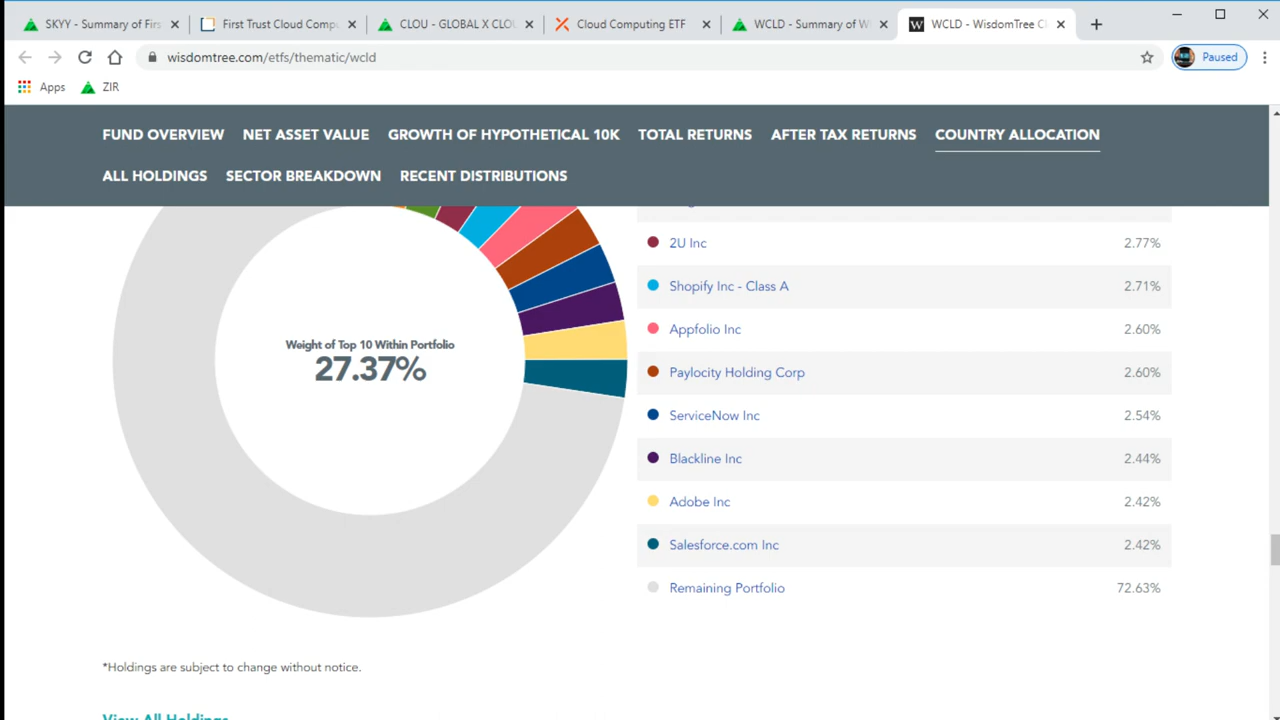 SKYY - Summary of Firs
First Trust Cloud Compu
CLOU - GLOBAL X CLOU
Cloud Computing ETF
WCLD - Summary of W
W WCLD - WisdomTree C
wisdomtree.com/etfs/thematic/wcld
Paused
Apps
ZIR
FUND OVERVIEW NET ASSET VALUE GROWTH OF HYPOTHETICAL 10K TOTAL RETURNS AFTER TAX RETURNS COUNTRY ALLOCATION
ALL HOLDINGS SECTOR BREAKDOWN RECENT DISTRIBUTIONS
Weight of Top 10 Within Portfolio
27.37%
2U Inc 2.77%
Shopify Inc - Class A 2.71%
Appfolio Inc 2.60%
Paylocity Holding Corp 2.60%
ServiceNow Inc 2.54%
Blackline Inc 2.44%
Adobe Inc 2.42%
Salesforce.com Inc 2.42%
Remaining Portfolio 72.63%
*Holdings are subject to change without notice.
View All Holdings